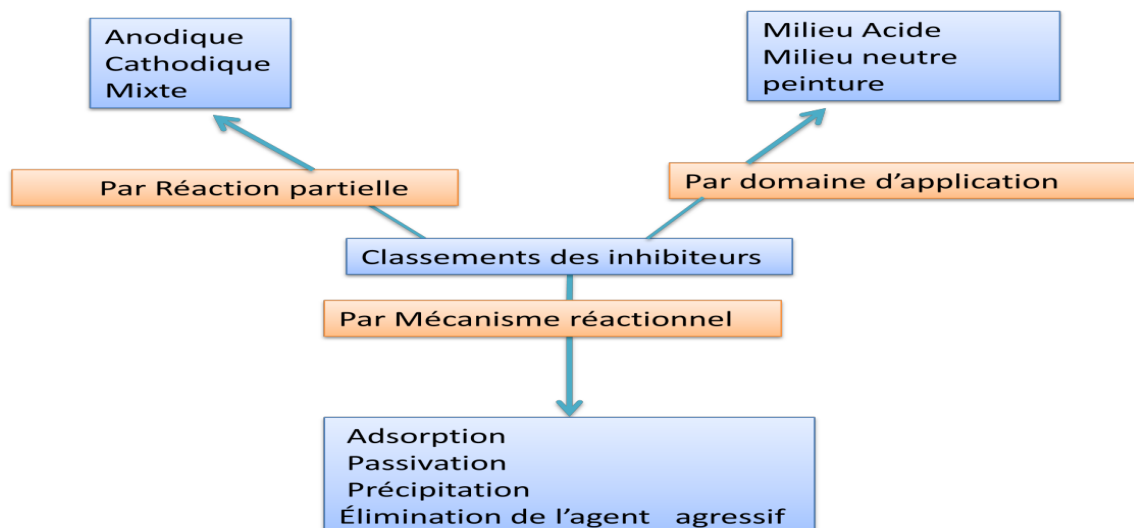 Anodique
Cathodique
Mixte
Milieu Acide
Milieu neutre
peinture
Par Réaction partielle
Par domaine d’application
Classements des inhibiteurs
Par Mécanisme réactionnel
Adsorption
Passivation
Précipitation
Élimination de l’agent agressif